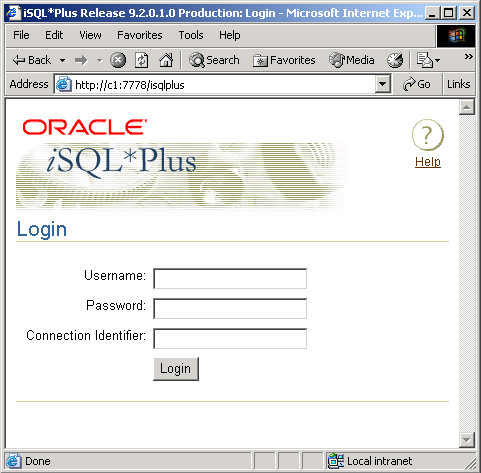 iSQL*Plus Release 9.2.0.1.0 Production: Login - Microsoft Internet Exp...
File Edit View Favorites Tools Help
Back Search Favorites Media »
Address http://c1:7778/isqlplus Go Links
ORACLE®
iSQL*Plus
?
Help
Login
Username:
Password:
Connection Identifier:
Login
Done Local intranet